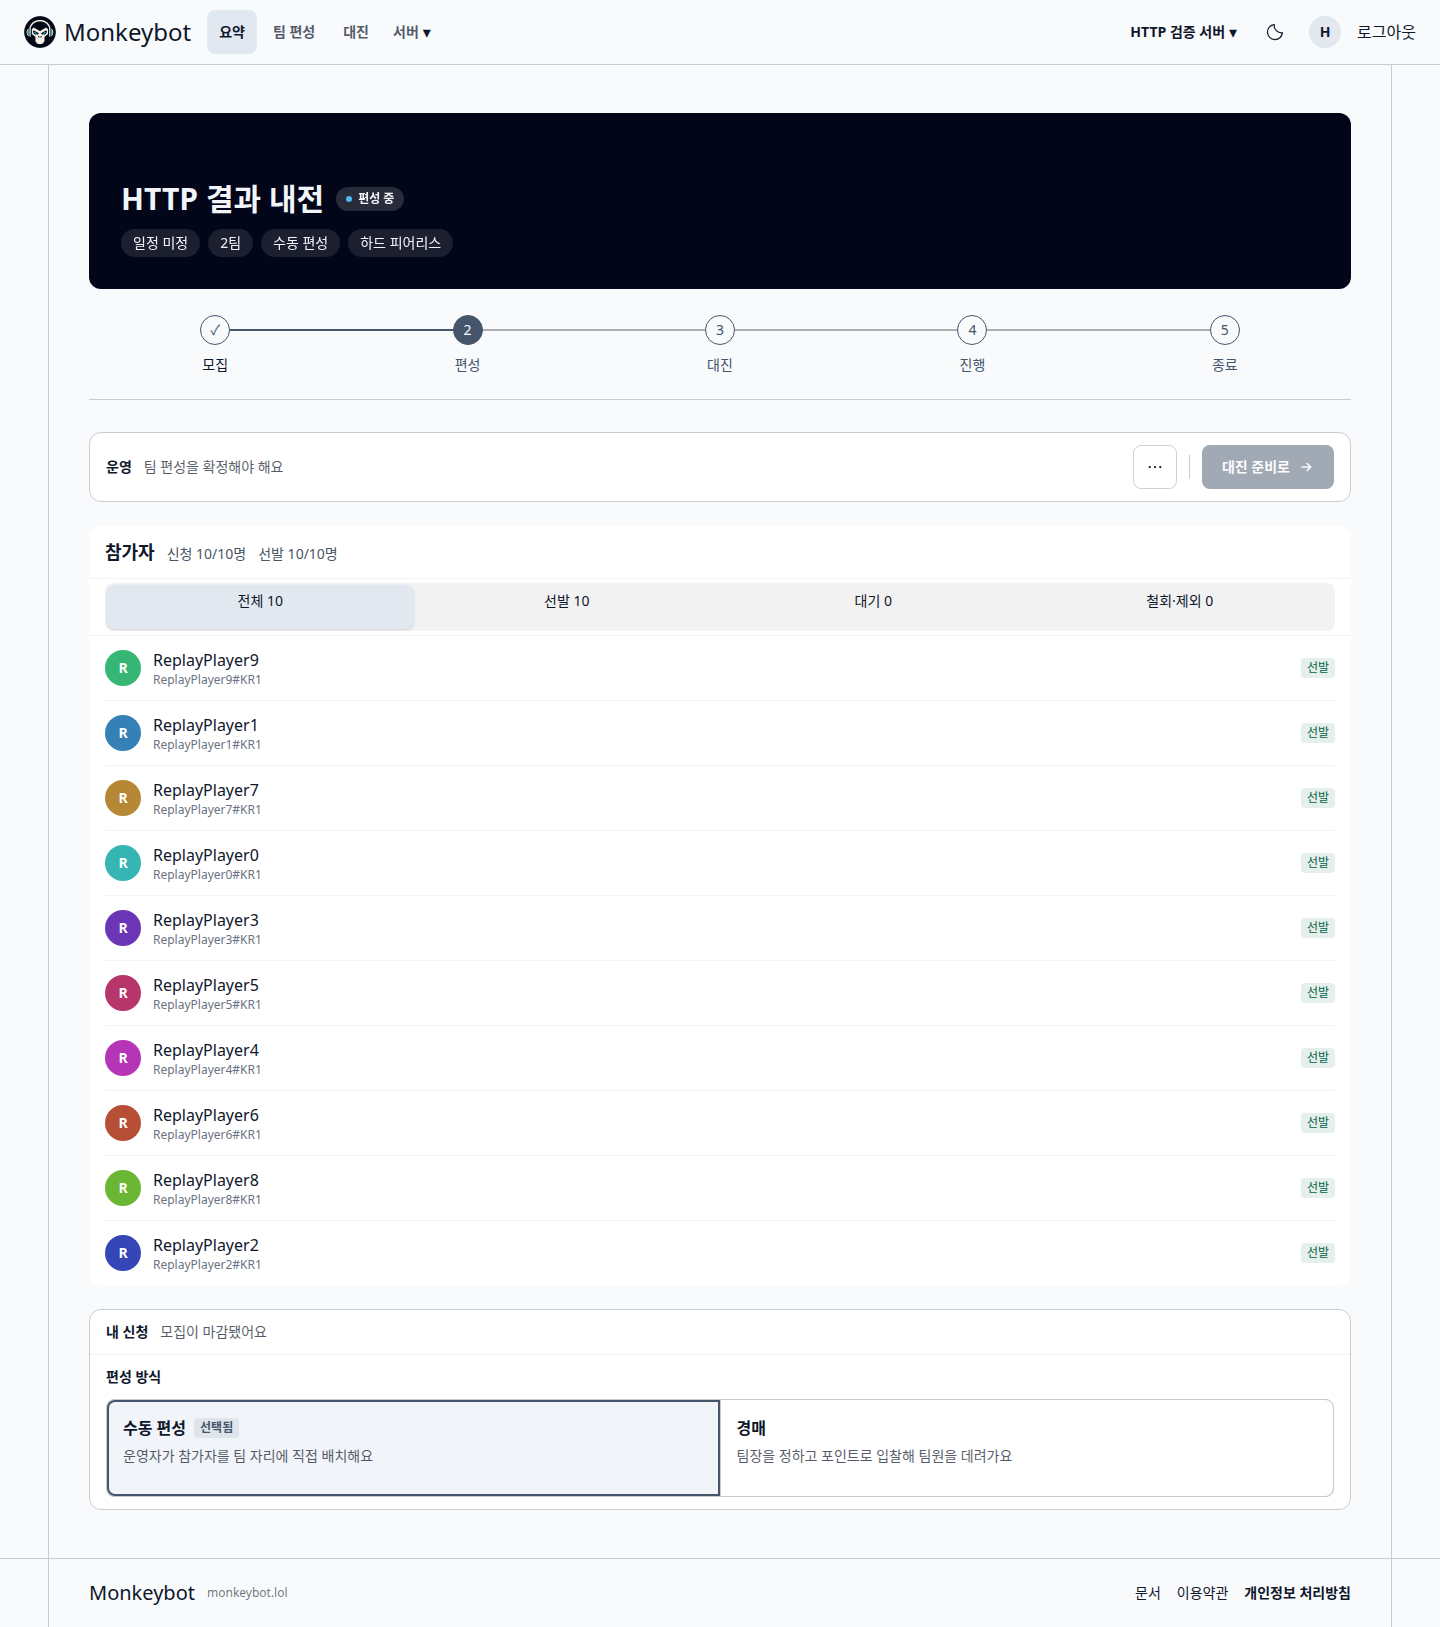 Monkeybot 요약 팀 편성 대진 서버 ▾ HTTP 검증 서버 ▾ H 로그아웃
HTTP 결과 내전 편성 중
일정 미정 2팀 수동 편성 하드 피어리스
✓ 2 3 4 5
모집 편성 대진 진행 종료
운영 팀 편성을 확정해야 해요 ⋯ 대진 준비로 →
참가자 신청 10/10명 선발 10/10명
전체 10 선발 10 대기 0 철회·제외 0
R ReplayPlayer9 선발
ReplayPlayer9#KR1
R ReplayPlayer1 선발
ReplayPlayer1#KR1
R ReplayPlayer7 선발
ReplayPlayer7#KR1
R ReplayPlayer0 선발
ReplayPlayer0#KR1
R ReplayPlayer3 선발
ReplayPlayer3#KR1
R ReplayPlayer5 선발
ReplayPlayer5#KR1
R ReplayPlayer4 선발
ReplayPlayer4#KR1
R ReplayPlayer6 선발
ReplayPlayer6#KR1
R ReplayPlayer8 선발
ReplayPlayer8#KR1
R ReplayPlayer2 선발
ReplayPlayer2#KR1
내 신청 모집이 마감됐어요
편성 방식
수동 편성 선택됨
운영자가 참가자를 팀 자리에 직접 배치해요
경매
팀장을 정하고 포인트로 입찰해 팀원을 데려가요
Monkeybot monkeybot.lol 문서 이용약관 개인정보 처리방침